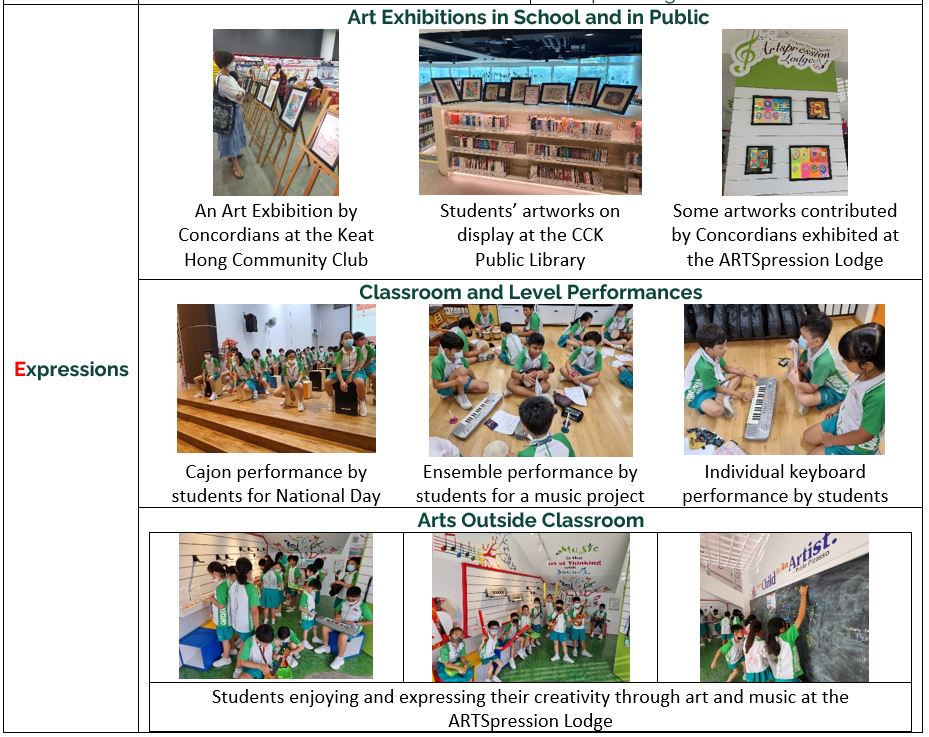 Art Exhibitions in School and in Public
Artspression
Lodge
An Art Exbibition by
Concordians at the Keat
Hong Community Club
Students’ artworks on
display at the CCK
Public Library
Some artworks contributed
by Concordians exhibited at
the ARTSpression Lodge
Expressions
Classroom and Level Performances
Cajon performance by
students for National Day
Ensemble performance by
students for a music project
Individual keyboard
performance by students
Arts Outside Classroom
Music
is the
Art of Thinking
with
Child is An Artist.
Pablo Picasso
Students enjoying and expressing their creativity through art and music at the
ARTSpression Lodge